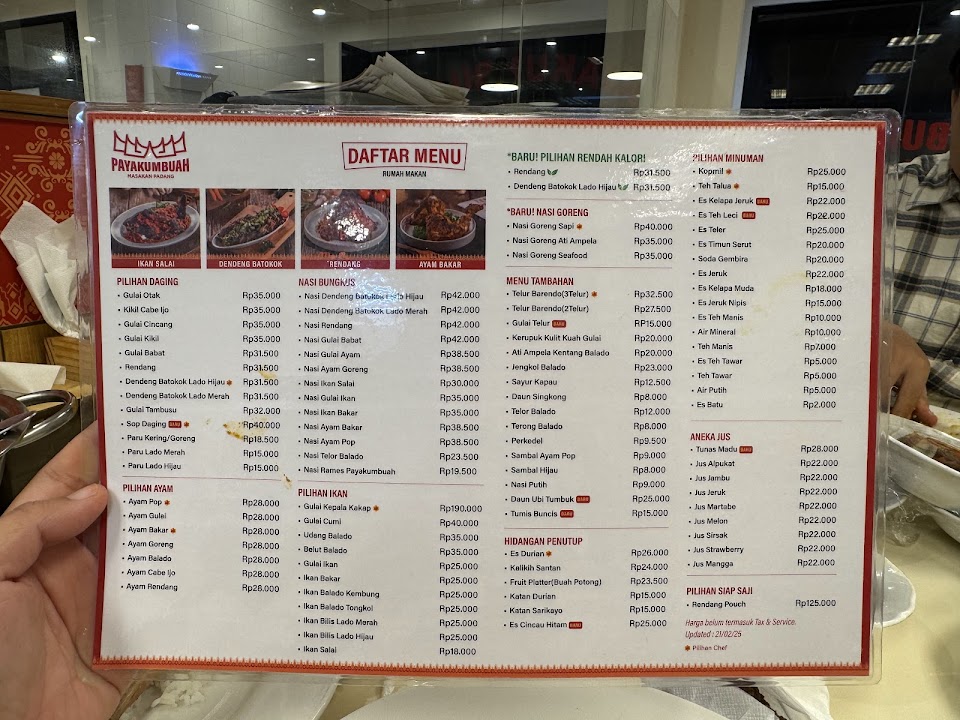 PAYAKUMBUAH
MASAKAN PADANG
DAFTAR MENU
RUMAH MAKAN
IKAN SALAI
DENDENG BATOKOK
*RENDANG
AYAM BAKAR
PILIHAN DAGING
• Gulai Otak Rp35.000
• Kikil Cabe Ijo Rp35.000
• Gulai Cincang Rp35.000
• Gulai Kikil Rp35.000
• Gulai Babat Rp31.500
• Rendang Rp31.500
• Dendeng Batokok Lado Hijau Rp31.500
• Dendeng Batokok Lado Merah Rp31.500
• Gulai Tambusu Rp32.000
• Sop Daging BARU Rp40.000
• Paru Kering/Goreng Rp18.500
• Paru Lado Merah Rp15.000
• Paru Lado Hijau Rp15.000
PILIHAN AYAM
• Ayam Pop Rp28.000
• Ayam Gulai Rp28.000
• Ayam Bakar Rp28.000
• Ayam Goreng Rp28.000
• Ayam Balado Rp28.000
• Ayam Cabe Ijo Rp28.000
• Ayam Rendang Rp28.000
NASI BUNGKUS
• Nasi Dendeng Batokok Lado Hijau Rp42.000
• Nasi Dendeng Batokok Lado Merah Rp42.000
• Nasi Rendang Rp42.000
• Nasi Gulai Babat Rp42.000
• Nasi Gulai Ayam Rp38.500
• Nasi Ayam Goreng Rp38.500
• Nasi Ikan Salai Rp30.000
• Nasi Gulai Ikan Rp35.000
• Nasi Ikan Bakar Rp35.000
• Nasi Ayam Bakar Rp38.500
• Nasi Ayam Pop Rp38.500
• Nasi Telor Balado Rp23.500
• Nasi Rames Payakumbuah Rp19.500
PILIHAN IKAN
• Gulai Kepala Kakap Rp190.000
• Gulai Cumi Rp40.000
• Udang Balado Rp35.000
• Belut Balado Rp35.000
• Gulai Ikan Rp25.000
• Ikan Bakar Rp25.000
• Ikan Balado Kembung Rp25.000
• Ikan Balado Tongkol Rp25.000
• Ikan Bilis Lado Merah Rp25.000
• Ikan Bilis Lado Hijau Rp25.000
• Ikan Salai Rp18.000
*BARU! PILIHAN RENDAH KALORI
• Rendang Rp31.500
• Dendeng Batokok Lado Hijau Rp31.500
*BARU! NASI GORENG
• Nasi Goreng Sapi Rp40.000
• Nasi Goreng Ati Ampela Rp35.000
• Nasi Goreng Seafood Rp35.000
MENU TAMBAHAN
• Telur Barendo(3Telur) Rp32.500
• Telur Barendo(2Telur) Rp27.500
• Gulai Telur BARU RP15.000
• Kerupuk Kulit Kuah Gulai Rp20.000
• Ati Ampela Kentang Balado Rp20.000
• Jengkol Balado Rp23.000
• Sayur Kapau Rp12.500
• Daun Singkong Rp8.000
• Telor Balado Rp12.000
• Terong Balado Rp8.000
• Perkedel Rp9.500
• Sambal Ayam Pop Rp9.000
• Sambal Hijau Rp8.000
• Nasi Putih Rp9.000
• Daun Ubi Tumbuk BARU Rp25.000
• Tumis Buncis BARU Rp15.000
HIDANGAN PENUTUP
• Es Durian Rp26.000
• Kalikih Santan Rp24.000
• Fruit Platter(Buah Potong) Rp23.500
• Katan Durian Rp15.000
• Katan Sarikayo Rp15.000
• Es Cincau Hitam BARU Rp25.000
PILIHAN MINUMAN
• Kopmil Rp25.000
• Teh Talua Rp15.000
• Es Kelapa Jeruk BARU Rp22.000
• Es Teh Leci BARU Rp22.000
• Es Teler Rp25.000
• Es Timun Serut Rp20.000
• Soda Gembira Rp20.000
• Es Jeruk Rp22.000
• Es Kelapa Muda Rp18.000
• Es Jeruk Nipis Rp15.000
• Es Teh Manis Rp10.000
• Air Mineral Rp10.000
• Teh Manis Rp7.000
• Es Teh Tawar Rp5.000
• Teh Tawar Rp5.000
• Air Putih Rp5.000
• Es Batu Rp2.000
ANEKA JUS
• Tunas Madu BARU Rp28.000
• Jus Alpukat Rp22.000
• Jus Jambu Rp22.000
• Jus Jeruk Rp22.000
• Jus Martabe Rp22.000
• Jus Melon Rp22.000
• Jus Sirsak Rp22.000
• Jus Strawberry Rp22.000
• Jus Mangga Rp22.000
PILIHAN SIAP SAJI
• Rendang Pouch Rp125.000
Harga belum termasuk Tax & Service.
Updated : 21/02/25
Pilihan Chef